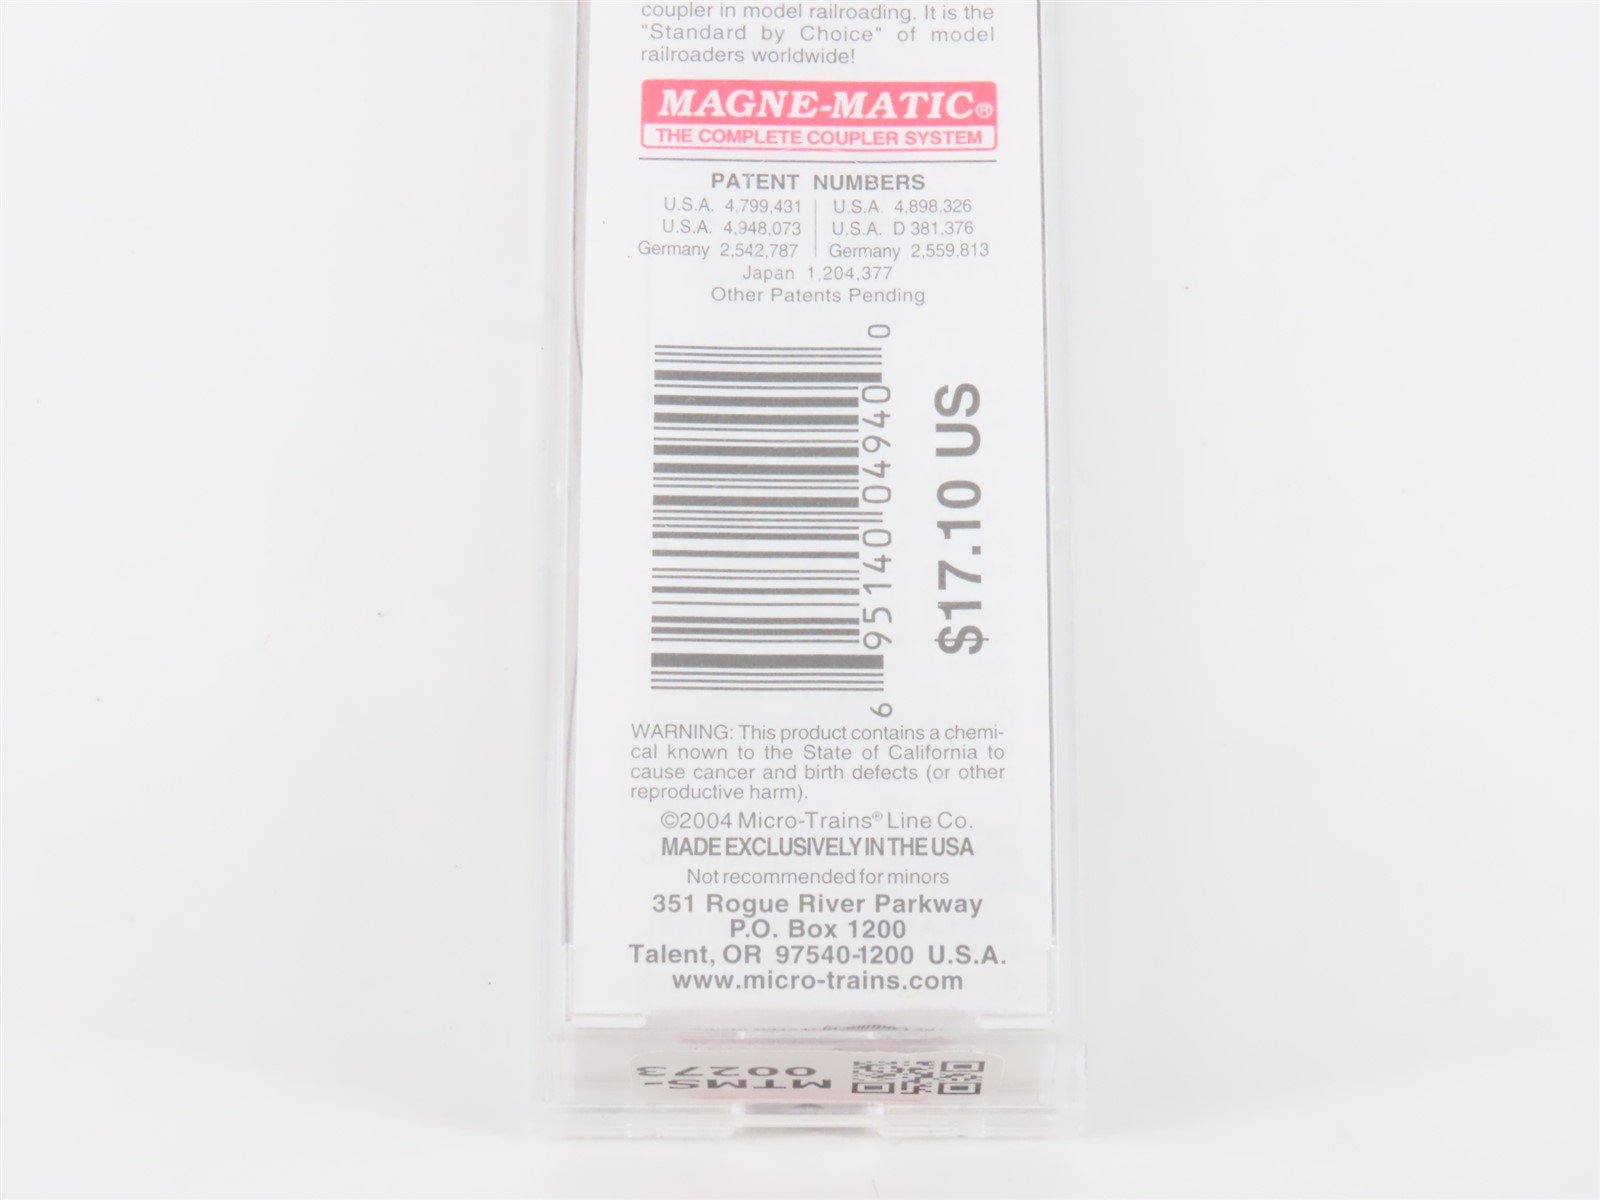 coupler in model railroading. It is the
"Standard by Choice" of model
railroaders worldwide!
MAGNE-MATIC®
THE COMPLETE COUPLER SYSTEM
PATENT NUMBERS
U.S.A. 4,799,431 U.S.A. 4,898,326
U.S.A. 4,948,073 U.S.A. D 381,376
Germany 2,542,787 Germany 2,559,813
Japan 1,204,377
Other Patents Pending
6 95140 04940 0
$17.10 US
WARNING: This product contains a chemi-
cal known to the State of California to
cause cancer and birth defects (or other
reproductive harm).
©2004 Micro-Trains® Line Co.
MADE EXCLUSIVELY IN THE USA
Not recommended for minors
351 Rogue River Parkway
P.O. Box 1200
Talent, OR 97540-1200 U.S.A.
www.micro-trains.com
MTMS-
00273